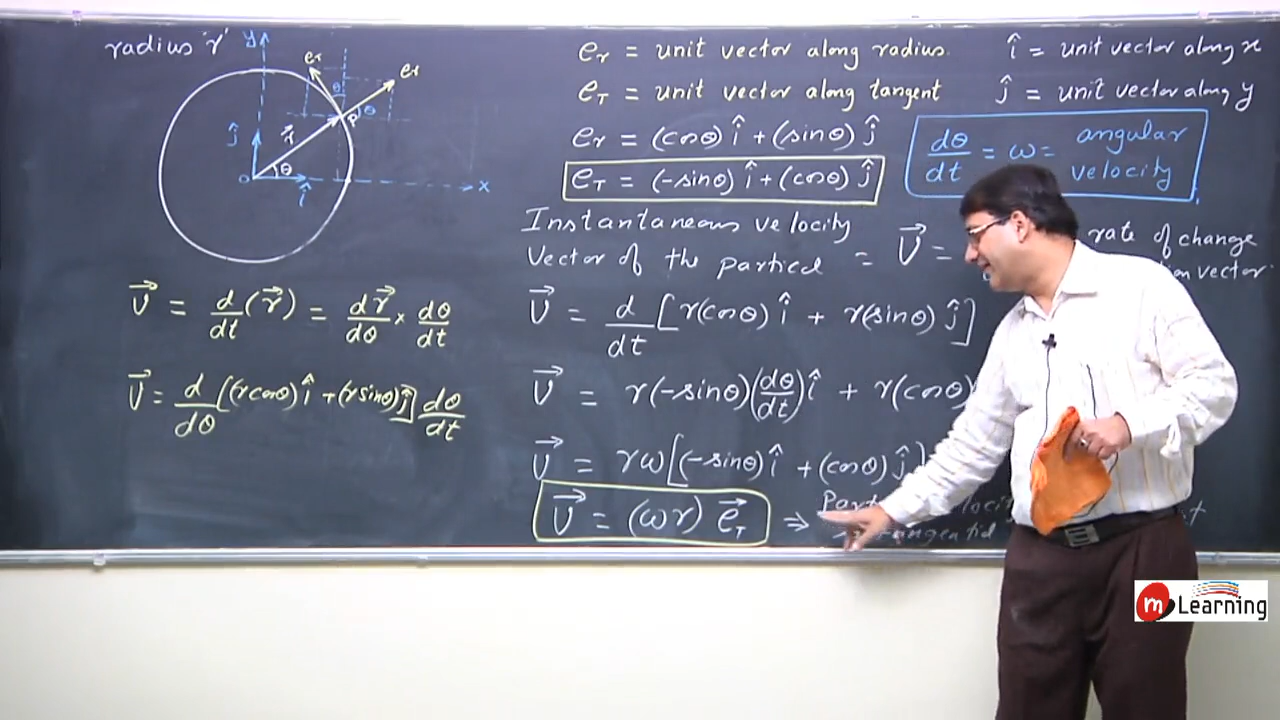 radius 'r'
y
er
er
θ
θ
P
ĵ
r⃗
θ
O
î
x
V⃗ = d/dt (r⃗) = dr⃗/dθ × dθ/dt
V⃗ = d/dθ [(r cosθ) î + (r sinθ) ĵ] dθ/dt
er = unit vector along radius.
eT = unit vector along tangent
er = (cosθ) î + (sinθ) ĵ
eT = (-sinθ) î + (cosθ) ĵ
î = unit vector along x
ĵ = unit vector along y
dθ/dt = ω = angular velocity
Instantaneous velocity
Vector of the particel = V⃗ = rate of change
vector
V⃗ = d/dt [r(cosθ) î + r(sinθ) ĵ]
V⃗ = r(-sinθ)(dθ/dt) î + r(cosθ)
V⃗ = rω[(-sinθ) î + (cosθ) ĵ]
V⃗ = (ωr) e⃗T ⇒
m Learning